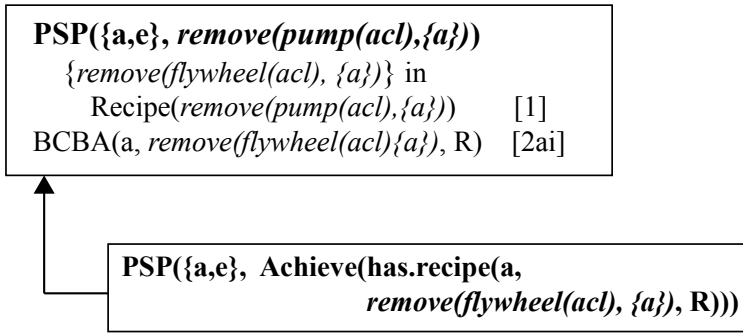 PSP({a,e}, remove(pump(acl),{a}))
{remove(flywheel(acl), {a})} in
Recipe(remove(pump(acl),{a})) [1]
BCBA(a, remove(flywheel(acl){a}), R) [2ai]
PSP({a,e}, Achieve(has.recipe(a,
remove(flywheel(acl), {a}), R)))